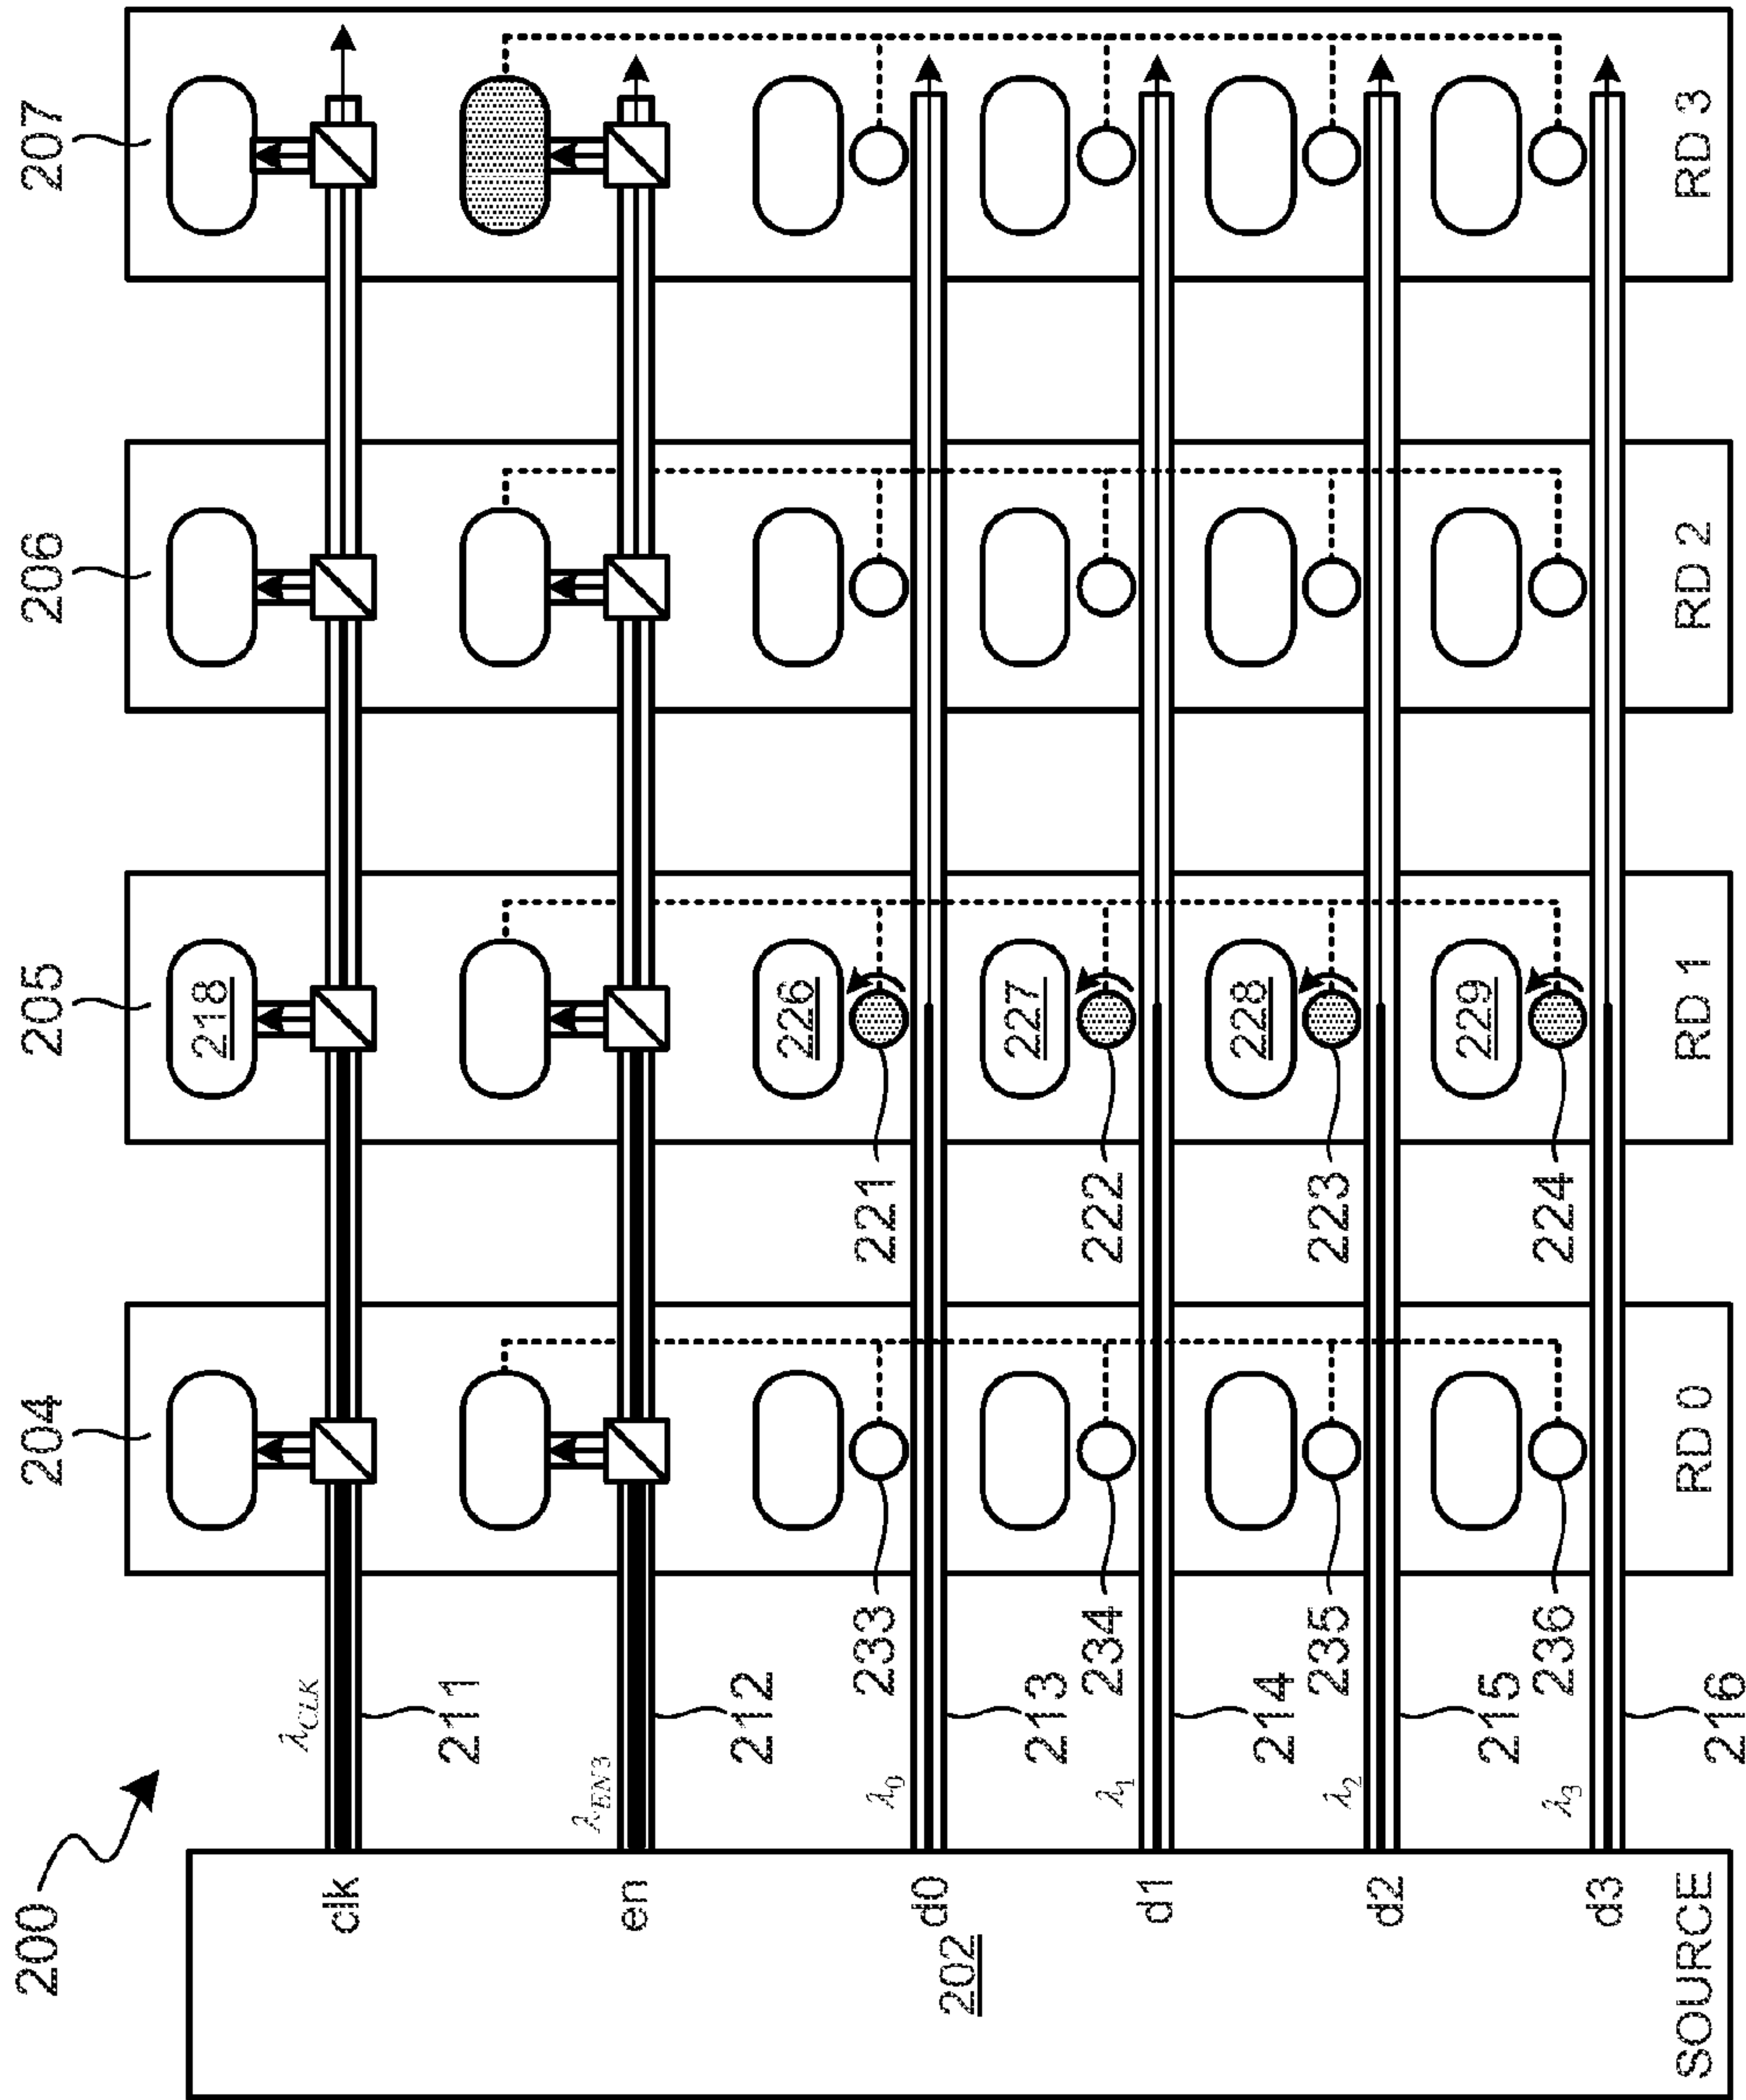 200
204
205
206
207
clk
λCLK
211
218
en
λEN3
212
202
d0
λ0
213
233
221
226
d1
λ1
214
234
222
227
d2
λ2
215
235
223
228
d3
λ3
216
236
224
229
SOURCE
RD 0
RD 1
RD 2
RD 3